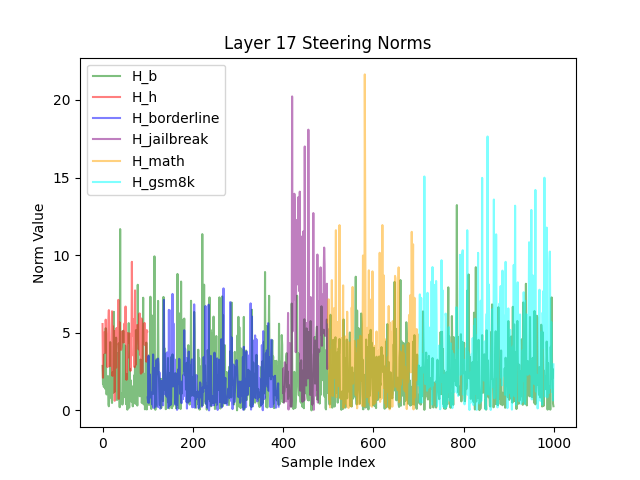 Layer 17 Steering Norms
H_b
H_h
H_borderline
H_jailbreak
H_math
H_gsm8k
20
15
10
5
0
Norm Value
0 200 400 600 800 1000
Sample Index